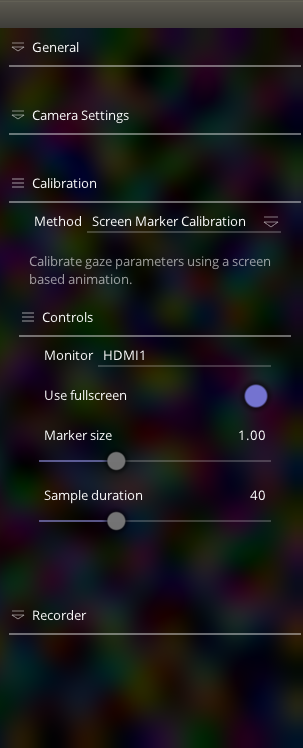 General
Camera Settings
Calibration
Method Screen Marker Calibration
Calibrate gaze parameters using a screen
based animation.
Controls
Monitor HDMI1
Use fullscreen
Marker size 1.00
Sample duration 40
Recorder